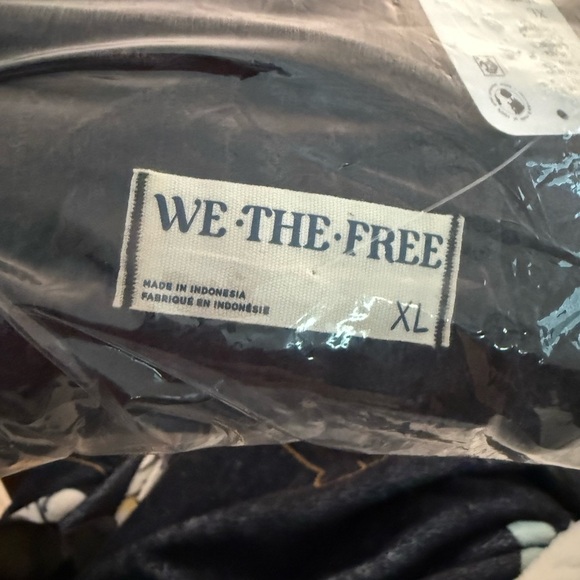 WE·THE·FREE
MADE IN INDONESIA
FABRIQUÉ EN INDONÉSIE
XL